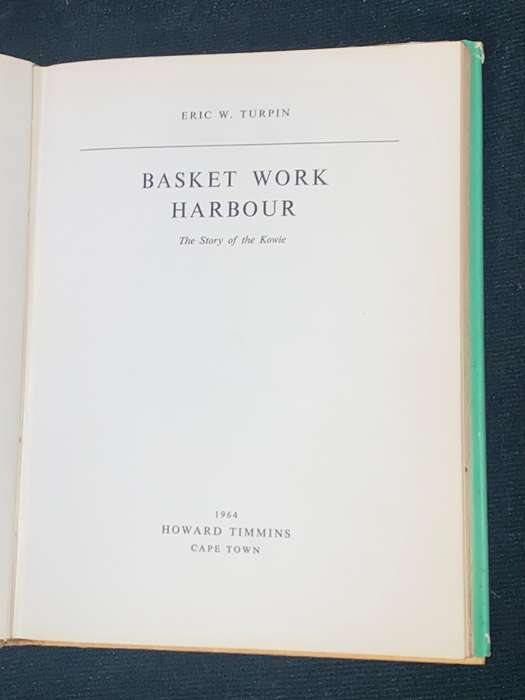 ERIC W. TURPIN
BASKET WORK
HARBOUR
The Story of the Kowie
1964
HOWARD TIMMINS
CAPE TOWN